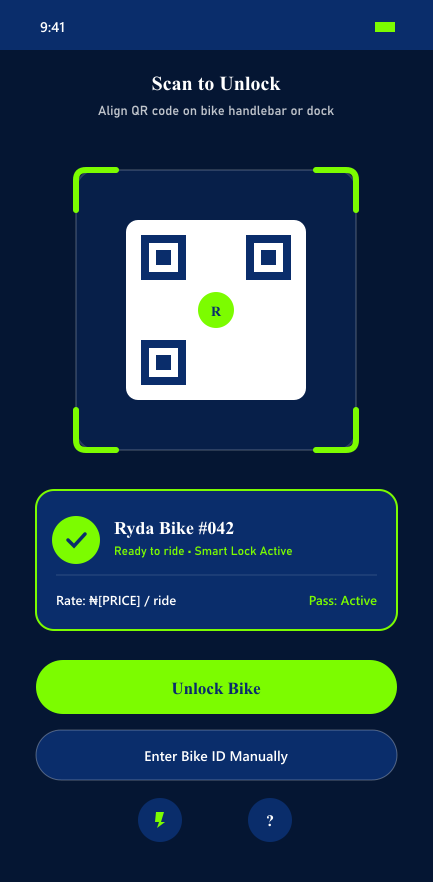 9:41
Scan to Unlock
Align QR code on bike handlebar or dock
R
Ryda Bike #042
Ready to ride • Smart Lock Active
Rate: ₦[PRICE] / ride
Pass: Active
Unlock Bike
Enter Bike ID Manually
?